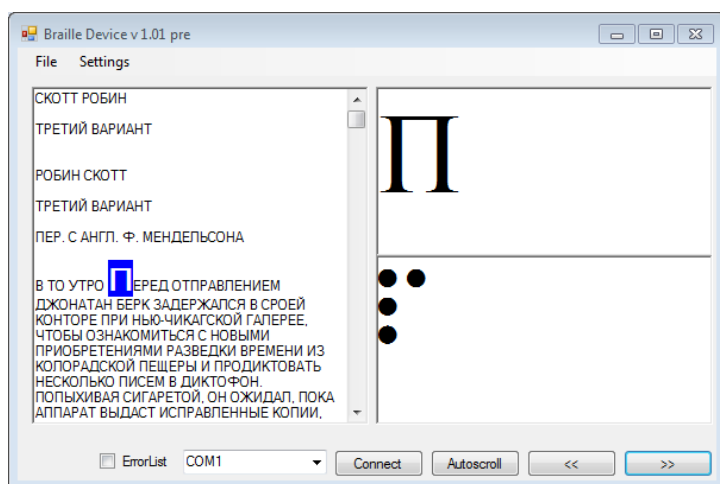 Braille Device v 1.01 pre
File Settings
СКОТТ РОБИН
ТРЕТИЙ ВАРИАНТ
РОБИН СКОТТ
ТРЕТИЙ ВАРИАНТ
ПЕР. С АНГЛ. Ф. МЕНДЕЛЬСОНА
В ТО УТРО ПЕРЕД ОТПРАВЛЕНИЕМ
ДЖОНАТАН БЕРК ЗАДЕРЖАЛСЯ В СРОЕЙ
КОНТОРЕ ПРИ НЬЮ-ЧИКАГСКОЙ ГАЛЕРЕЕ,
ЧТОБЫ ОЗНАКОМИТЬСЯ С НОВЫМИ
ПРИОБРЕТЕНИЯМИ РАЗВЕДКИ ВРЕМЕНИ ИЗ
КОЛОРАДСКОЙ ПЕЩЕРЫ И ПРОДИКТОВАТЬ
НЕСКОЛЬКО ПИСЕМ В ДИКТОФОН.
ПОПЫХИВАЯ СИГАРЕТОЙ, ОН ОЖИДАЛ, ПОКА
АППАРАТ ВЫДАСТ ИСПРАВЛЕННЫЕ КОПИИ,
П
⠏
ErrorList COM1 Connect Autoscroll << >>